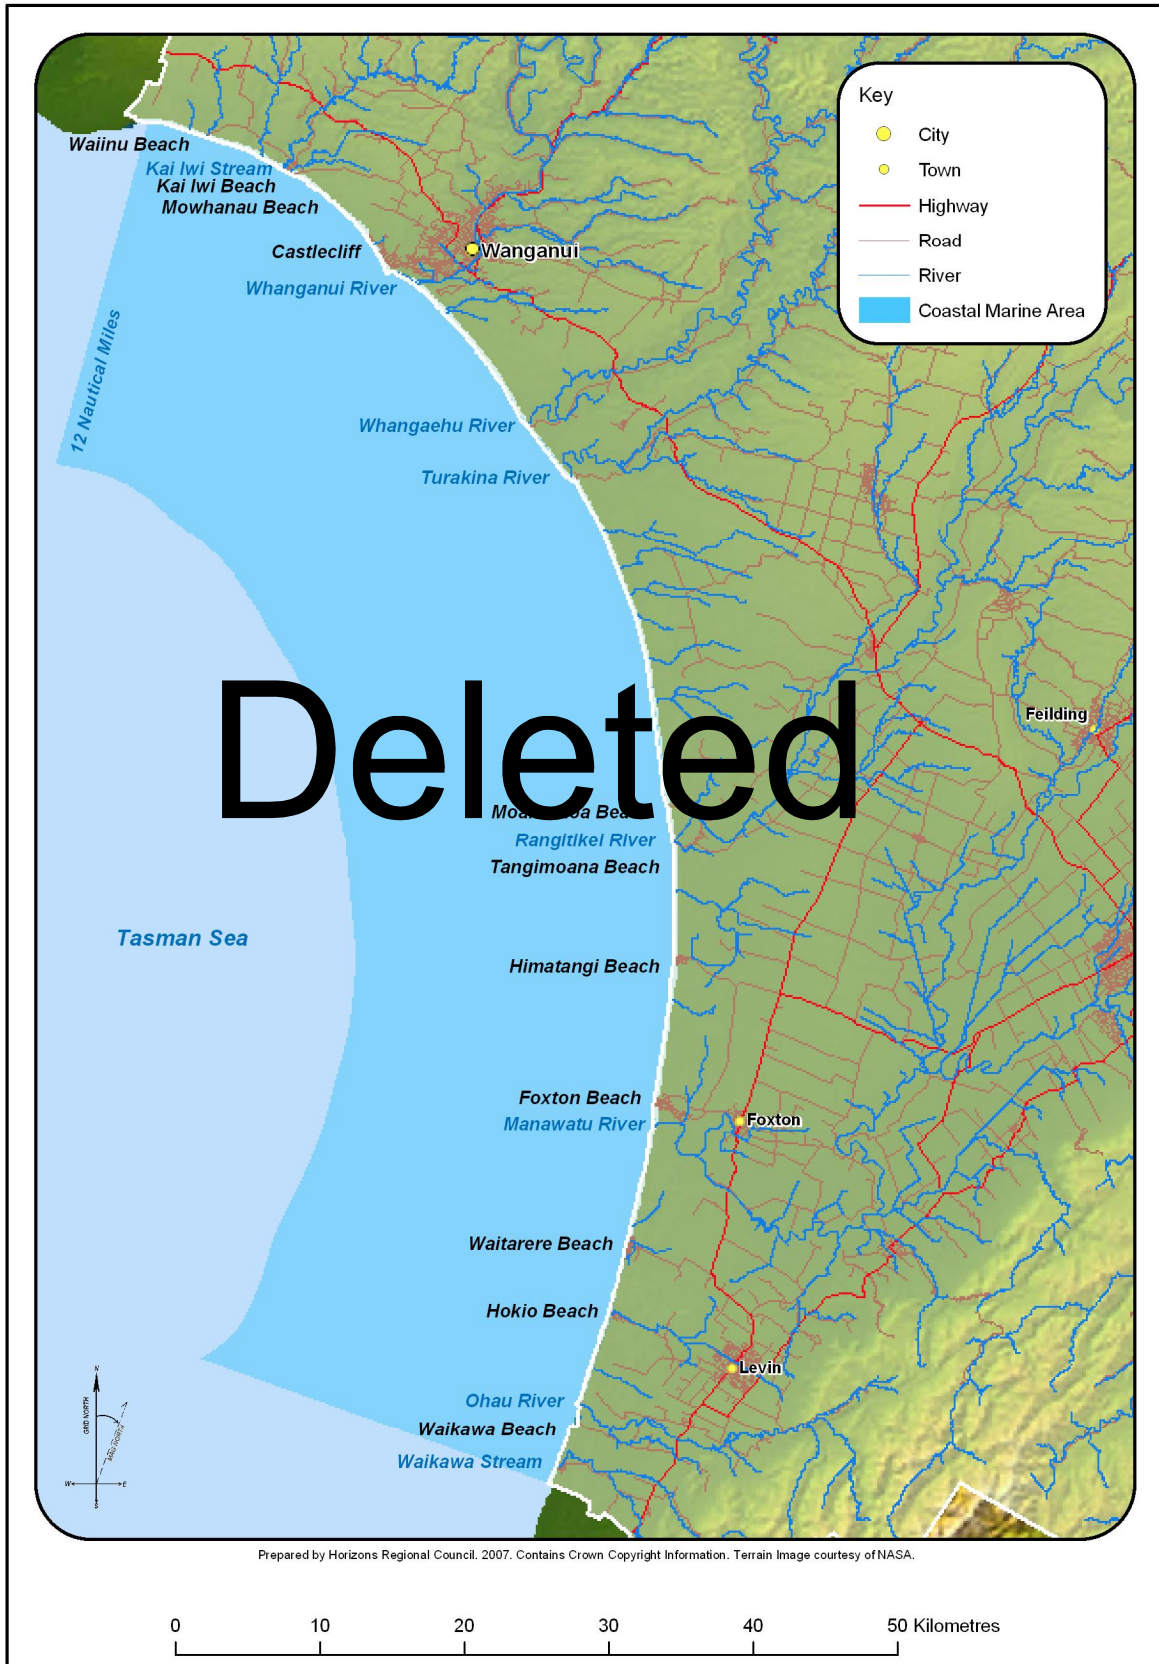 Key
City
Town
Highway
Road
River
Coastal Marine Area
Waiinu Beach
Kai Iwi Stream
Kai Iwi Beach
Mowhanau Beach
Castlecliff
Wanganui
Whanganui River
12 Nautical Miles
Whangaehu River
Turakina River
Deleted
Feilding
Rangitikei River
Tangimoana Beach
Tasman Sea
Himatangi Beach
Foxton Beach
Manawatu River
Foxton
Waitarere Beach
Hokio Beach
Levin
Ohau River
Waikawa Beach
Waikawa Stream
N
GRID NORTH
MAG NORTH
W
E
S
Prepared by Horizons Regional Council. 2007. Contains Crown Copyright Information. Terrain Image courtesy of NASA.
0 10 20 30 40 50 Kilometres